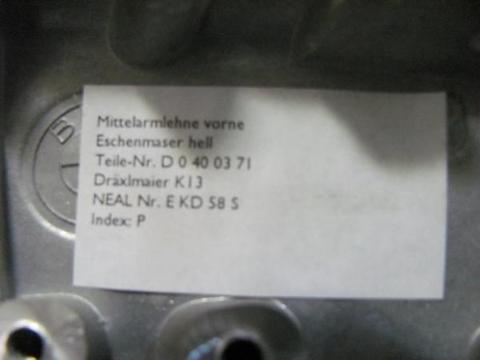 Mittelarmlehne vorne
Eschenmaser hell
Teile-Nr. D 0 40 03 71
Dräxlmaier K13
NEAL Nr. E KD 58 S
Index: P